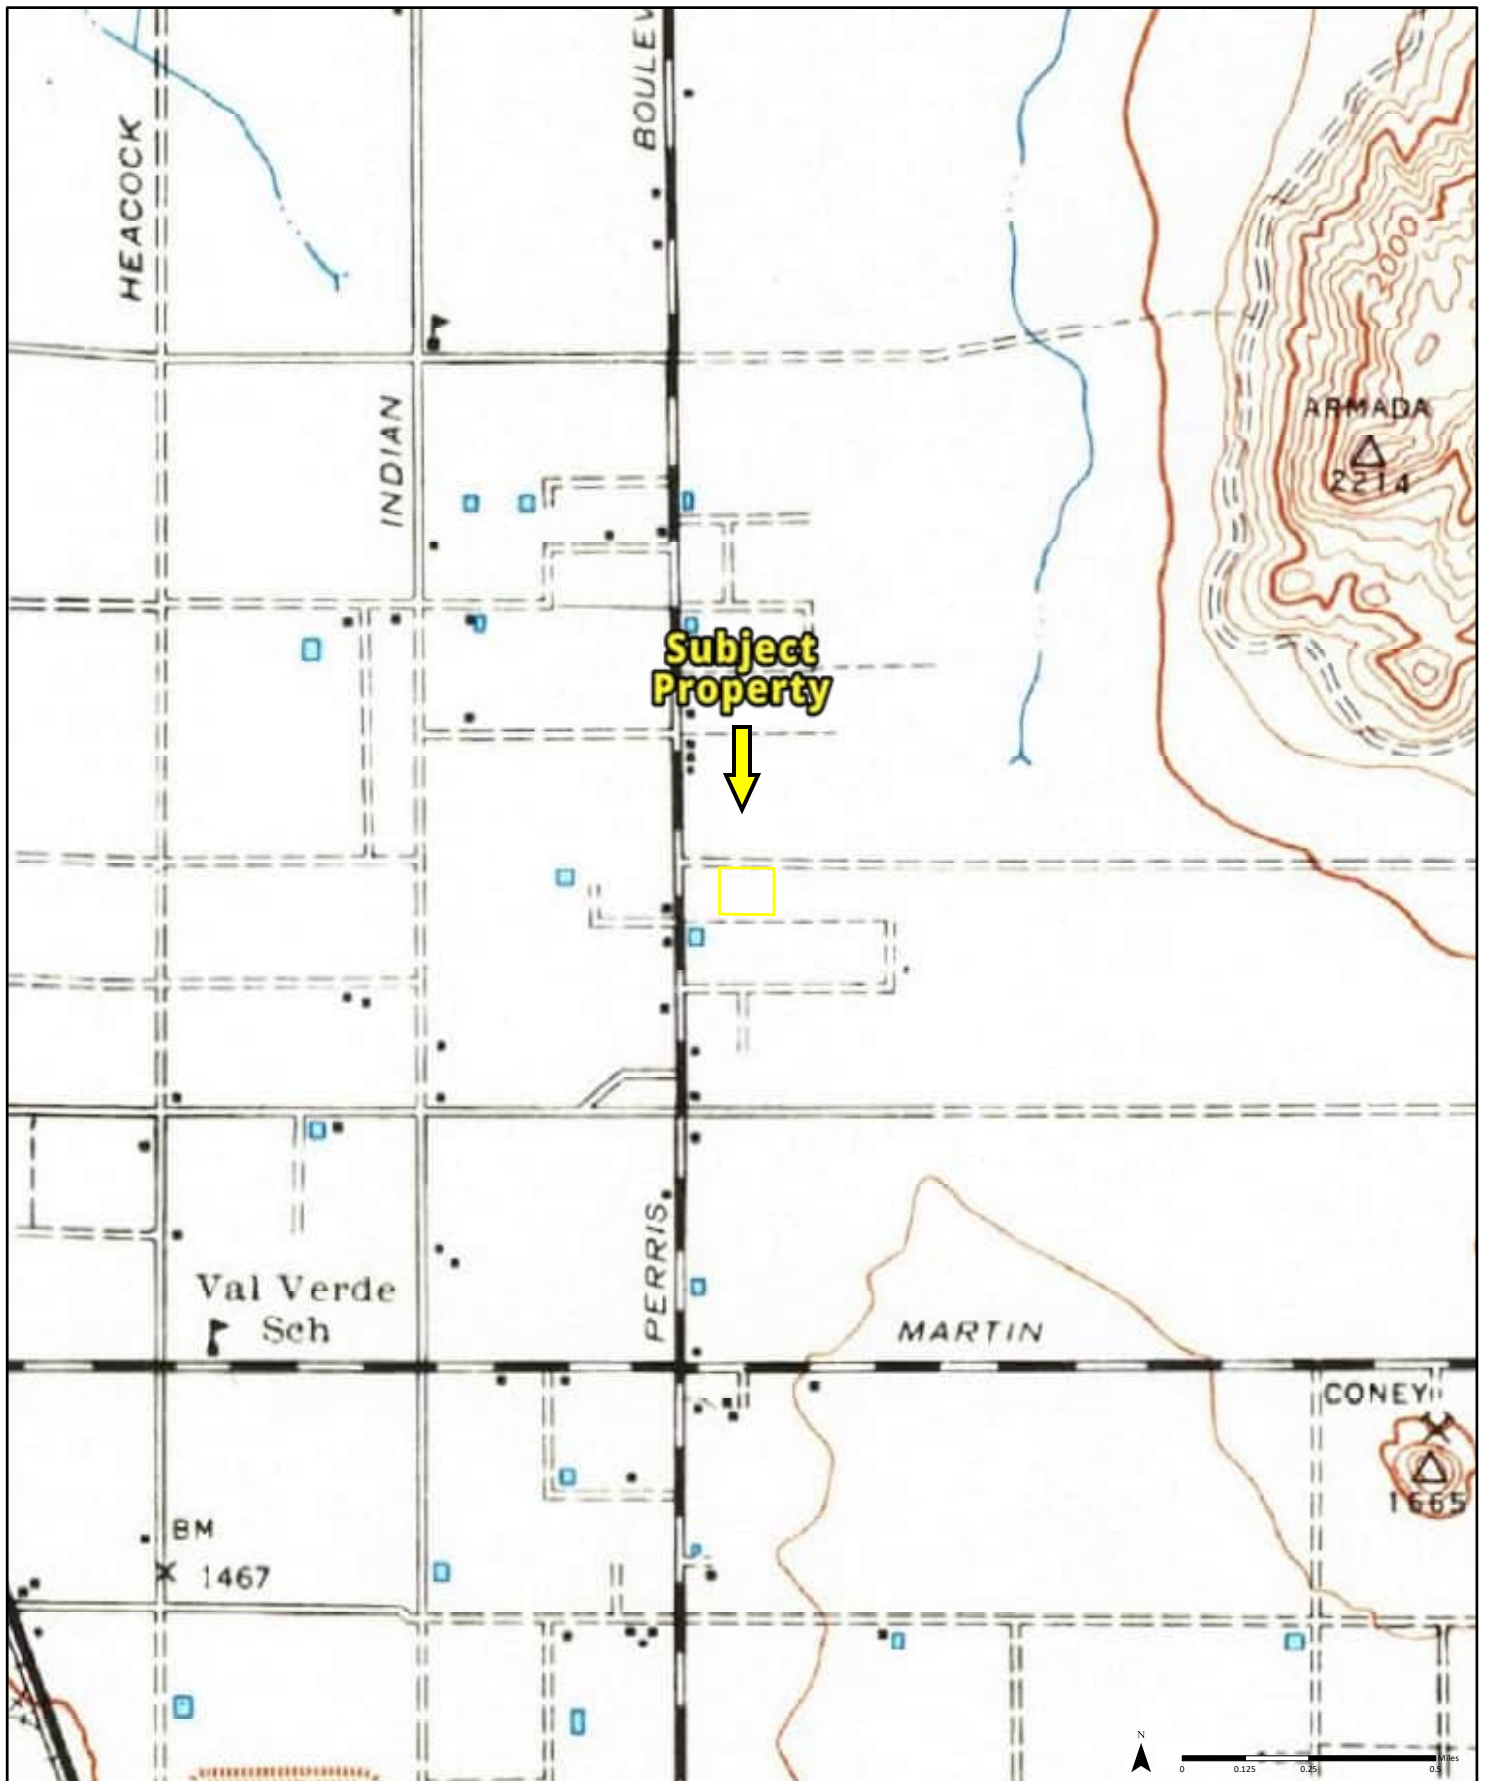 BOULEV
HEACOCK
2000
ARMADA
2214
INDIAN
Subject
Property
PERRIS
Val Verde
Sch
MARTIN
CONEY
1665
BM
1467
N
Miles
0 0.125 0.25 0.5